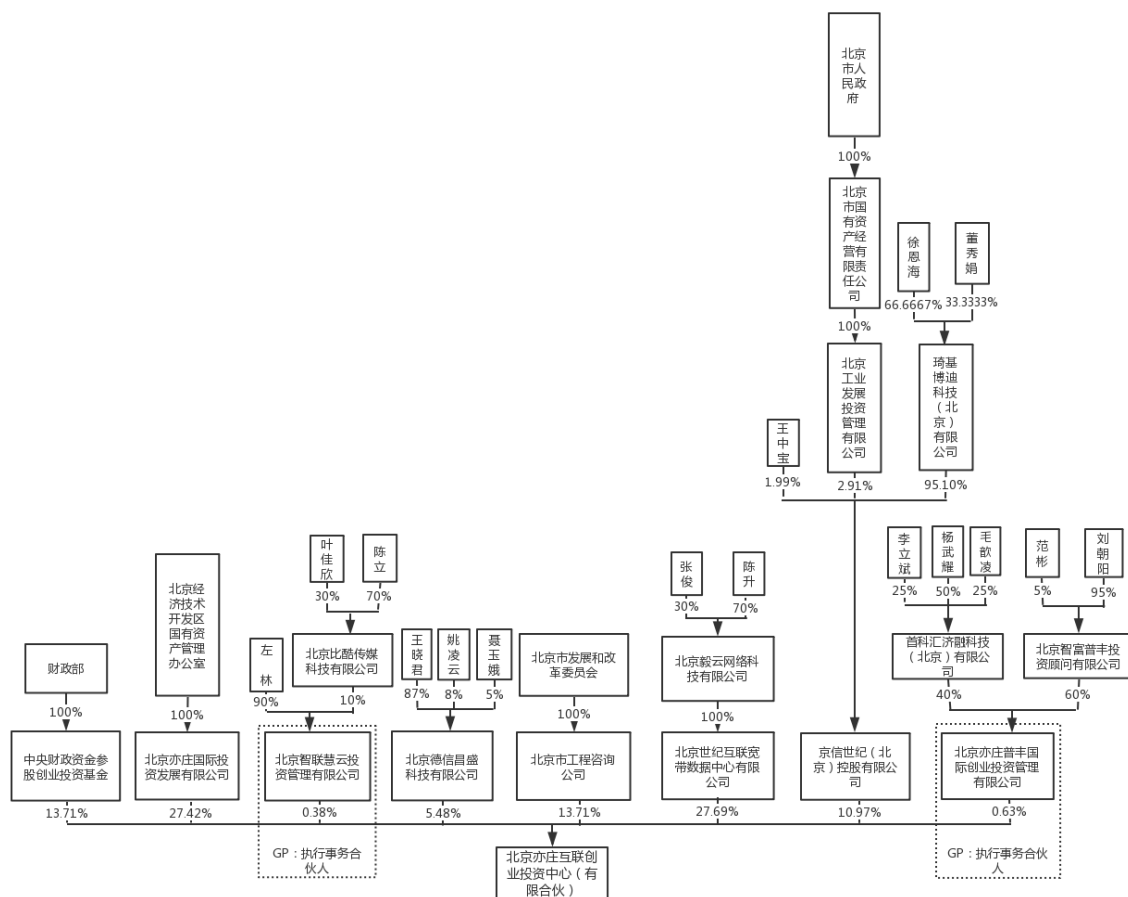 北京
市人
民政
府
100%
北京
市国
有资
产经
营有
限责
任公
司
徐
恩
海
董
秀
娟
66.6667%
33.3333%
100%
北京
工业
发展
投资
管理
有限
公司
琦基
博迪
科技
（北
京）
有限
公司
王
中
宝
1.99%
2.91%
95.10%
叶
佳
欣
陈
立
30%
70%
张
俊
陈
升
30%
70%
李
立
斌
杨
武
耀
毛
歆
凌
25%
50%
25%
范
彬
刘
朝
阳
5%
95%
财政部
北京经
济技术
开发区
国有资
产管理
办公室
左
林
北京比酷传媒
科技有限公司
王
晓
君
姚
凌
云
聂
玉
娥
北京市发展和改
革委员会
北京毅云网络科
技有限公司
首科汇济融科技
（北京）有限公
司
北京智富普丰投
资顾问有限公司
100%
100%
90%
10%
87%
8%
5%
100%
100%
40%
60%
中央财政资金参
股创业投资基金
北京亦庄国际投
资发展有限公司
北京智联慧云投
资管理有限公司
北京德信昌盛
科技有限公司
北京市工程咨询
公司
北京世纪互联宽
带数据中心有限公
司
京信世纪（北
京）控股有限公
司
北京亦庄普丰国
际创业投资管理
有限公司
13.71%
27.42%
0.38%
5.48%
13.71%
27.69%
10.97%
0.63%
GP：执行事务合
伙人
北京亦庄互联创
业投资中心（有
限合伙）
GP：执行事务合伙
人